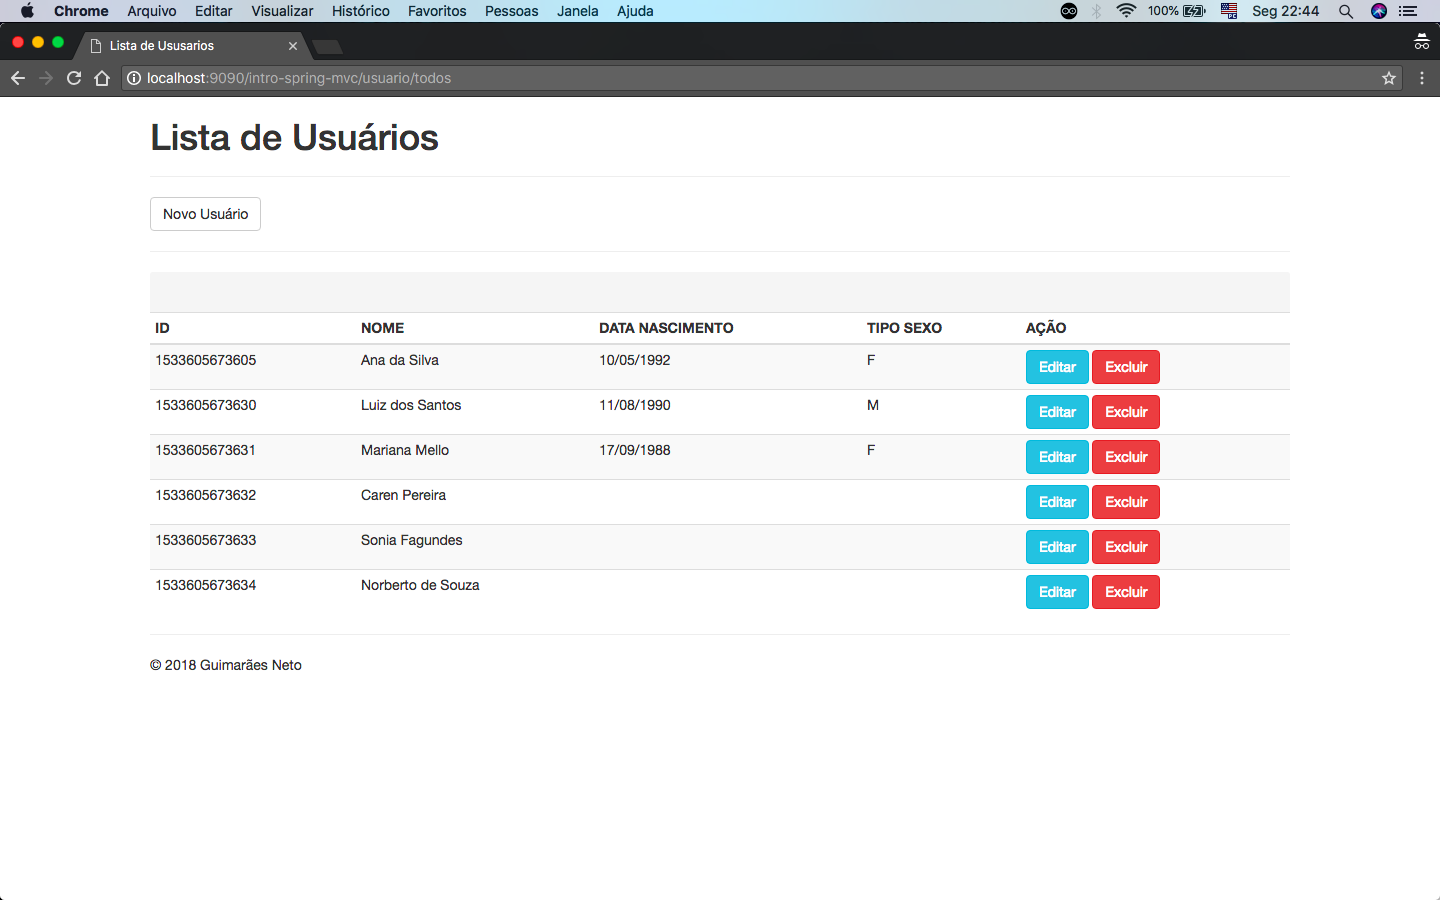 Chrome Arquivo Editar Visualizar Histórico Favoritos Pessoas Janela Ajuda 100% Seg 22:44
Lista de Ususarios
localhost:9090/intro-spring-mvc/usuario/todos
Lista de Usuários
Novo Usuário
ID NOME DATA NASCIMENTO TIPO SEXO AÇÃO
1533605673605 Ana da Silva 10/05/1992 F Editar Excluir
1533605673630 Luiz dos Santos 11/08/1990 M Editar Excluir
1533605673631 Mariana Mello 17/09/1988 F Editar Excluir
1533605673632 Caren Pereira Editar Excluir
1533605673633 Sonia Fagundes Editar Excluir
1533605673634 Norberto de Souza Editar Excluir
© 2018 Guimarães Neto